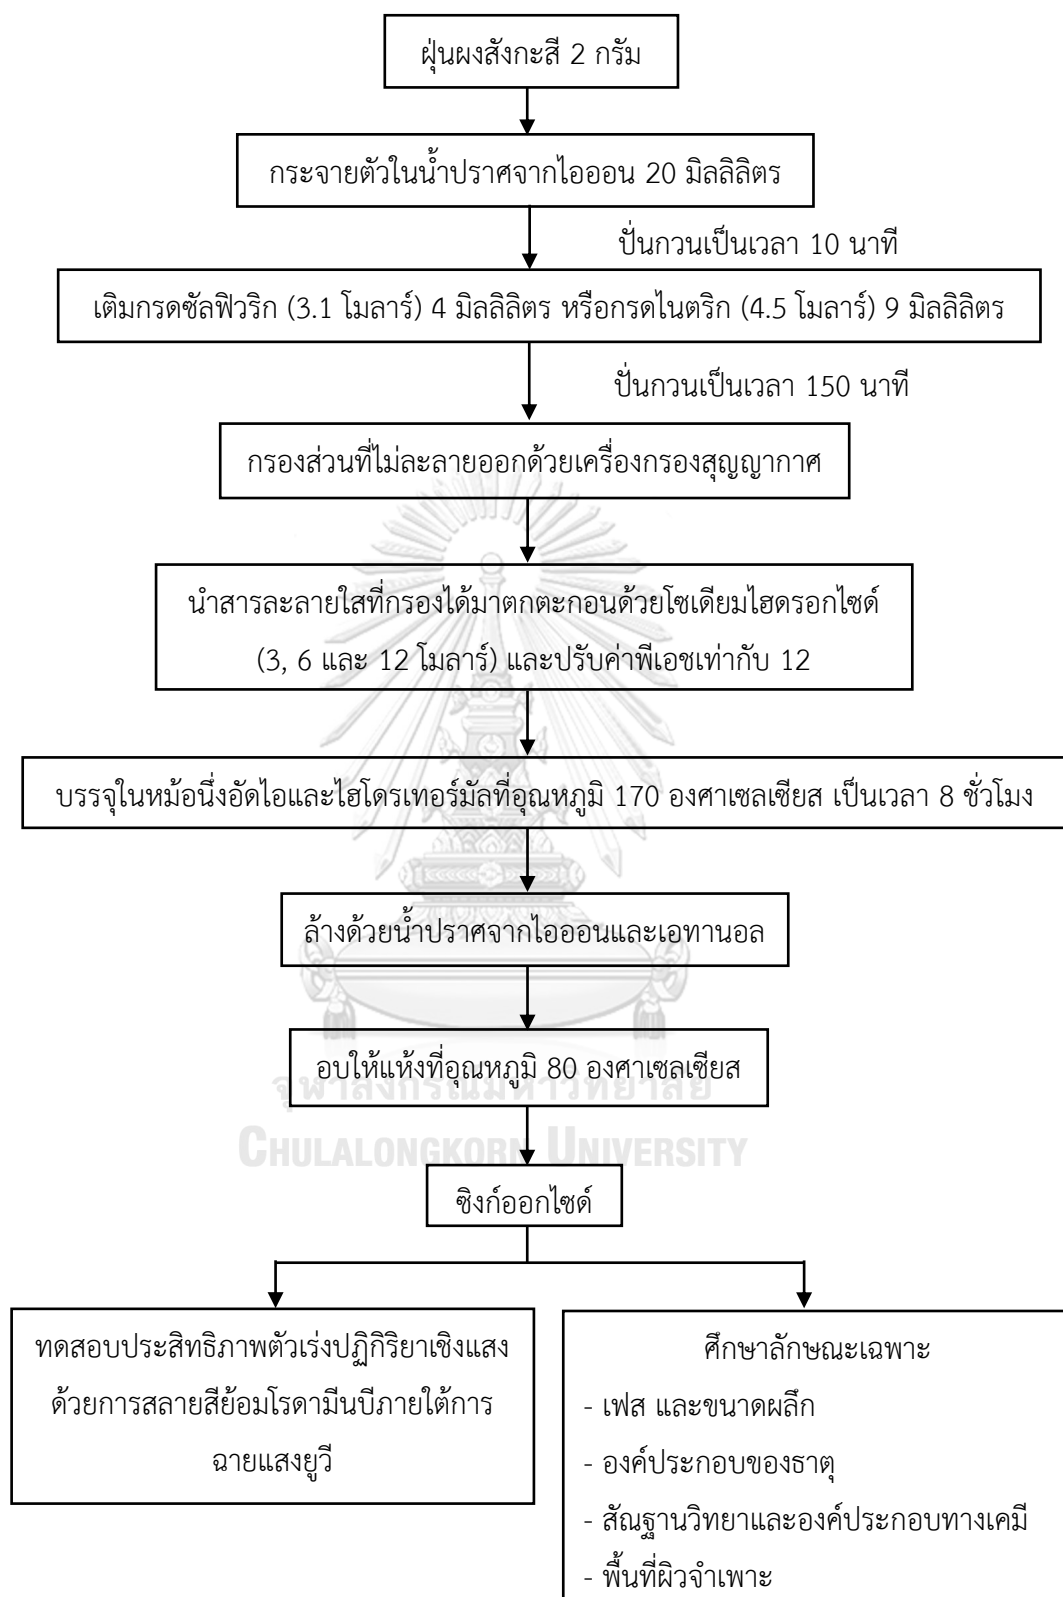 ฝุ่นผงสังกะสี 2 กรัม
กระจายตัวในน้ำปราศจากไอออน 20 มิลลิลิตร
ปั่นกวนเป็นเวลา 10 นาที
เติมกรดซัลฟิวริก (3.1 โมลาร์) 4 มิลลิลิตร หรือกรดไนตริก (4.5 โมลาร์) 9 มิลลิลิตร
ปั่นกวนเป็นเวลา 150 นาที
กรองส่วนที่ไม่ละลายออกด้วยเครื่องกรองสุญญากาศ
นำสารละลายใสที่กรองได้มาตกตะกอนด้วยโซเดียมไฮดรอกไซด์
(3, 6 และ 12 โมลาร์) และปรับค่าพีเอชเท่ากับ 12
บรรจุในหม้อนึ่งอัดไอและไฮโดรเทอร์มัลที่อุณหภูมิ 170 องศาเซลเซียส เป็นเวลา 8 ชั่วโมง
ล้างด้วยน้ำปราศจากไอออนและเอทานอล
อบให้แห้งที่อุณหภูมิ 80 องศาเซลเซียส
จุฬาลงกรณ์มหาวิทยาลัย
CHULALONGKORN UNIVERSITY
ซิงก์ออกไซด์
ทดสอบประสิทธิภาพตัวเร่งปฏิกิริยาเชิงแสง
ด้วยการสลายสีย้อมโรดามีนบีภายใต้การ
ฉายแสงยูวี
ศึกษาลักษณะเฉพาะ
- เฟส และขนาดผลึก
- องค์ประกอบของธาตุ
- สัณฐานวิทยาและองค์ประกอบทางเคมี
- พื้นที่ผิวจำเพาะ